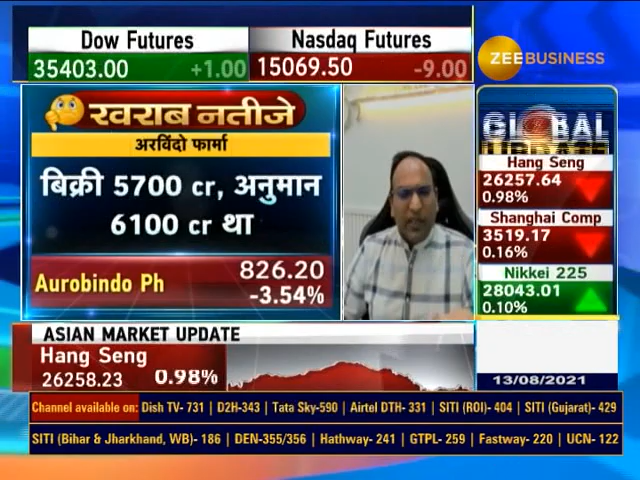 Dow Futures
35403.00 +1.00
Nasdaq Futures
15069.50 -9.00
ZEE BUSINESS
खराब नतीजे
अरविंदो फार्मा
बिक्री 5700 cr, अनुमान
6100 cr था
Aurobindo Ph
826.20
-3.54%
GLOBAL
UPDATE
Hang Seng
26257.64
0.98%
Shanghai Comp
3519.17
0.16%
Nikkei 225
28043.01
0.10%
13/08/2021
ASIAN MARKET UPDATE
Hang Seng
26258.23 0.98%
Channel available on: Dish TV- 731 | D2H-343 | Tata Sky-590 | Airtel DTH- 331 | SITI (ROI)- 404 | SITI (Gujarat)- 429
SITI (Bihar & Jharkhand, WB)- 186 | DEN-355/356 | Hathway- 241 | GTPL- 259 | Fastway- 220 | UCN- 122